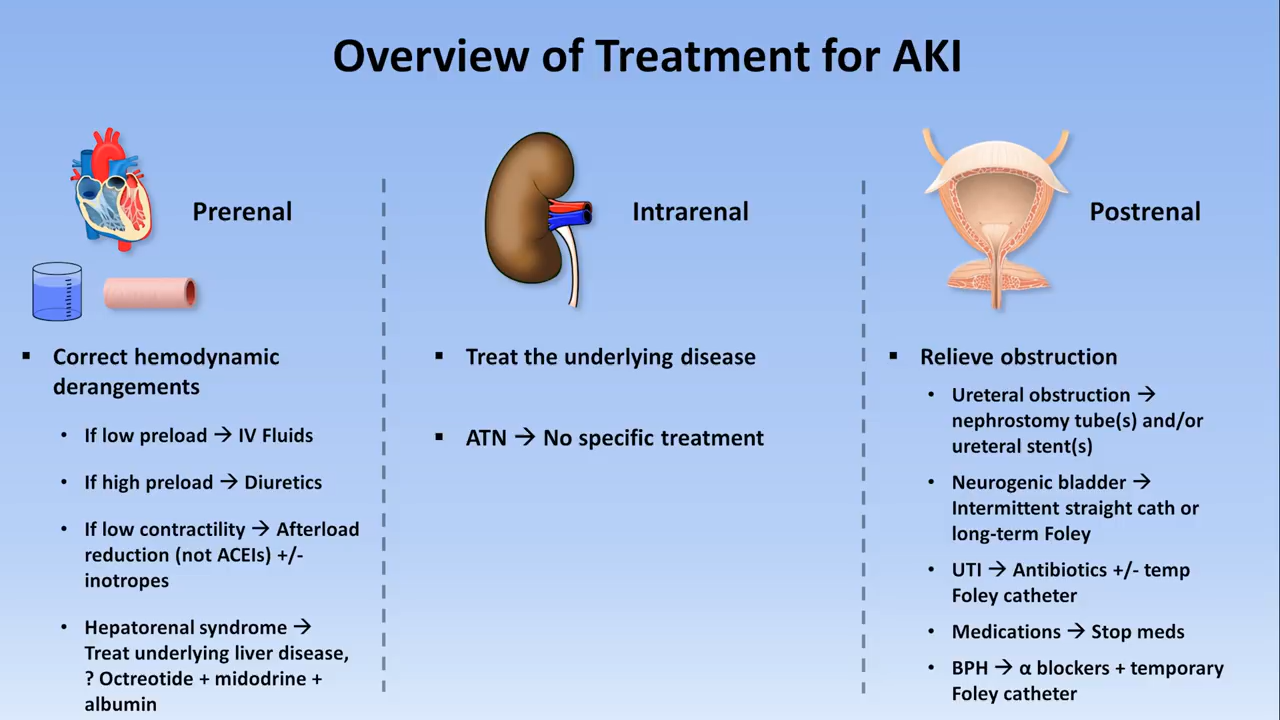 Overview of Treatment for AKI
Prerenal
▪ Correct hemodynamic
derangements
• If low preload → IV Fluids
• If high preload → Diuretics
• If low contractility → Afterload
reduction (not ACEIs) +/-
inotropes
• Hepatorenal syndrome →
Treat underlying liver disease,
? Octreotide + midodrine +
albumin
Intrarenal
▪ Treat the underlying disease
▪ ATN → No specific treatment
Postrenal
▪ Relieve obstruction
• Ureteral obstruction →
nephrostomy tube(s) and/or
ureteral stent(s)
• Neurogenic bladder →
Intermittent straight cath or
long-term Foley
• UTI → Antibiotics +/- temp
Foley catheter
• Medications → Stop meds
• BPH → α blockers + temporary
Foley catheter